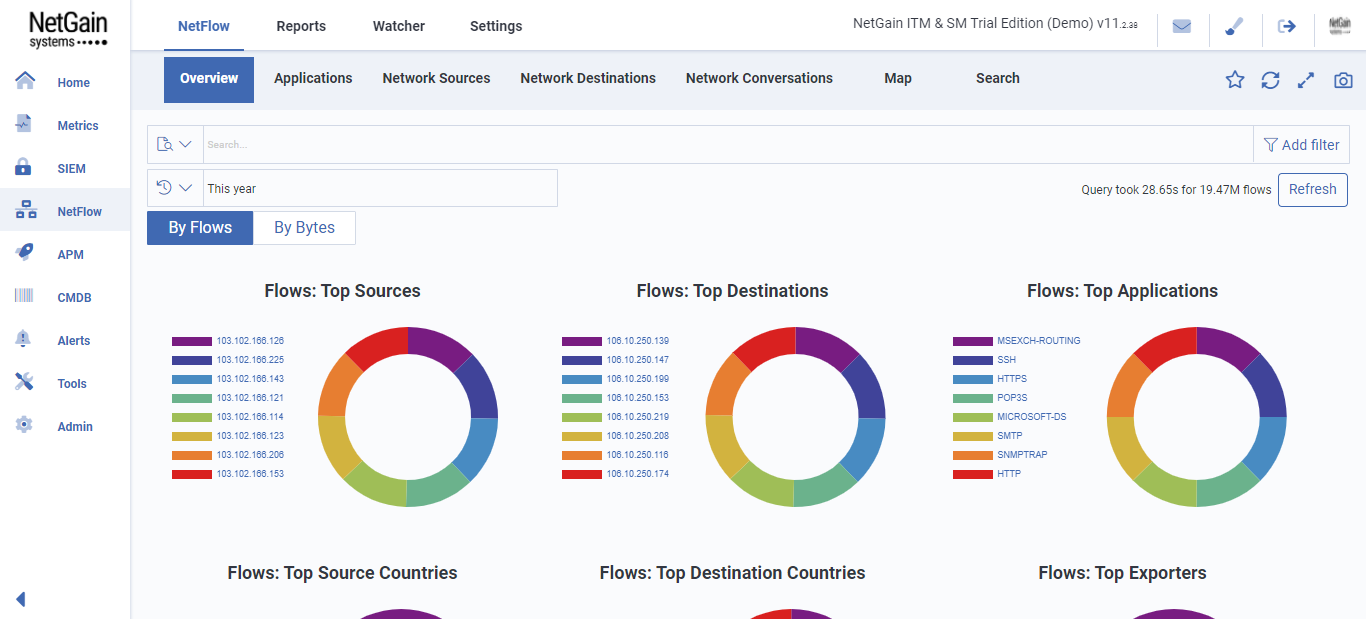 NetGain
systems
NetFlow Reports Watcher Settings
NetGain ITM & SM Trial Edition (Demo) v11.2.38
NetGain
Home
Metrics
SIEM
NetFlow
APM
CMDB
Alerts
Tools
Admin
Overview Applications Network Sources Network Destinations Network Conversations Map Search
Search... Add filter
This year Query took 28.65s for 19.47M flows Refresh
By Flows By Bytes
Flows: Top Sources
103.102.166.126
103.102.166.225
103.102.166.143
103.102.166.121
103.102.166.114
103.102.166.123
103.102.166.206
103.102.166.153
Flows: Top Destinations
106.10.250.139
106.10.250.147
106.10.250.199
106.10.250.153
106.10.250.219
106.10.250.208
106.10.250.116
106.10.250.174
Flows: Top Applications
MSEXCH-ROUTING
SSH
HTTPS
POP3S
MICROSOFT-DS
SMTP
SNMPTRAP
HTTP
Flows: Top Source Countries
Flows: Top Destination Countries
Flows: Top Exporters